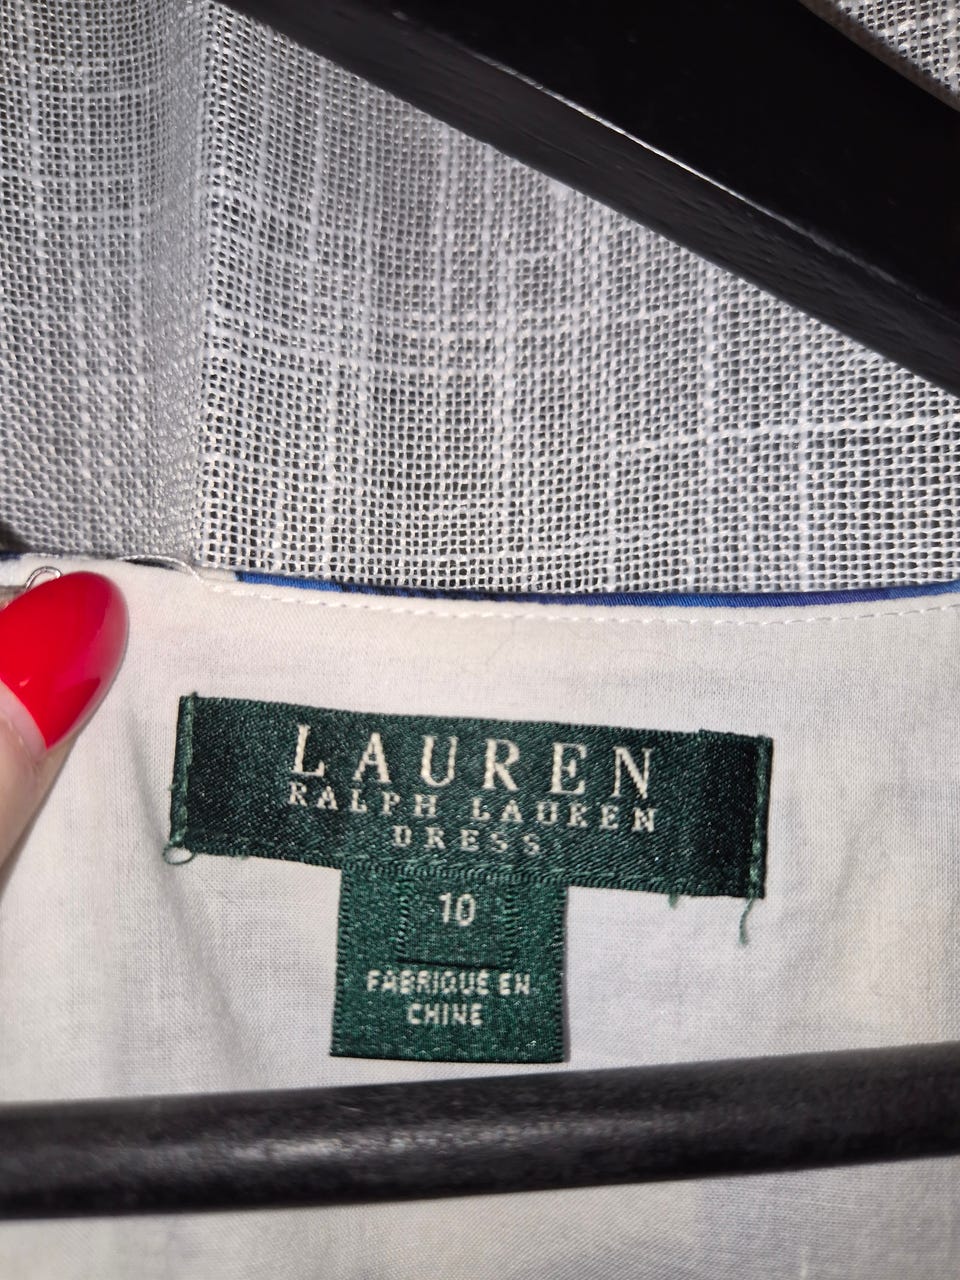 LAUREN
RALPH LAUREN
DRESS
10
FABRIQUE EN
CHINE